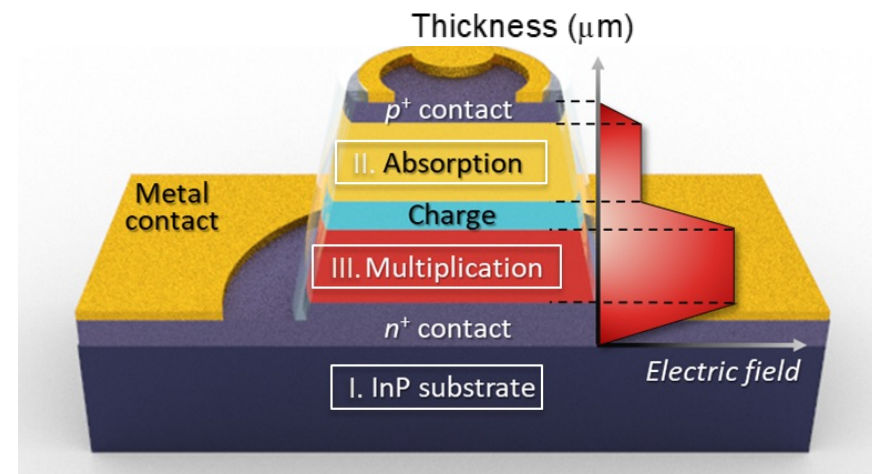 Thickness (μm)
p+ contact
II. Absorption
Metal
contact
Charge
III. Multiplication
n+ contact
Electric field
I. InP substrate